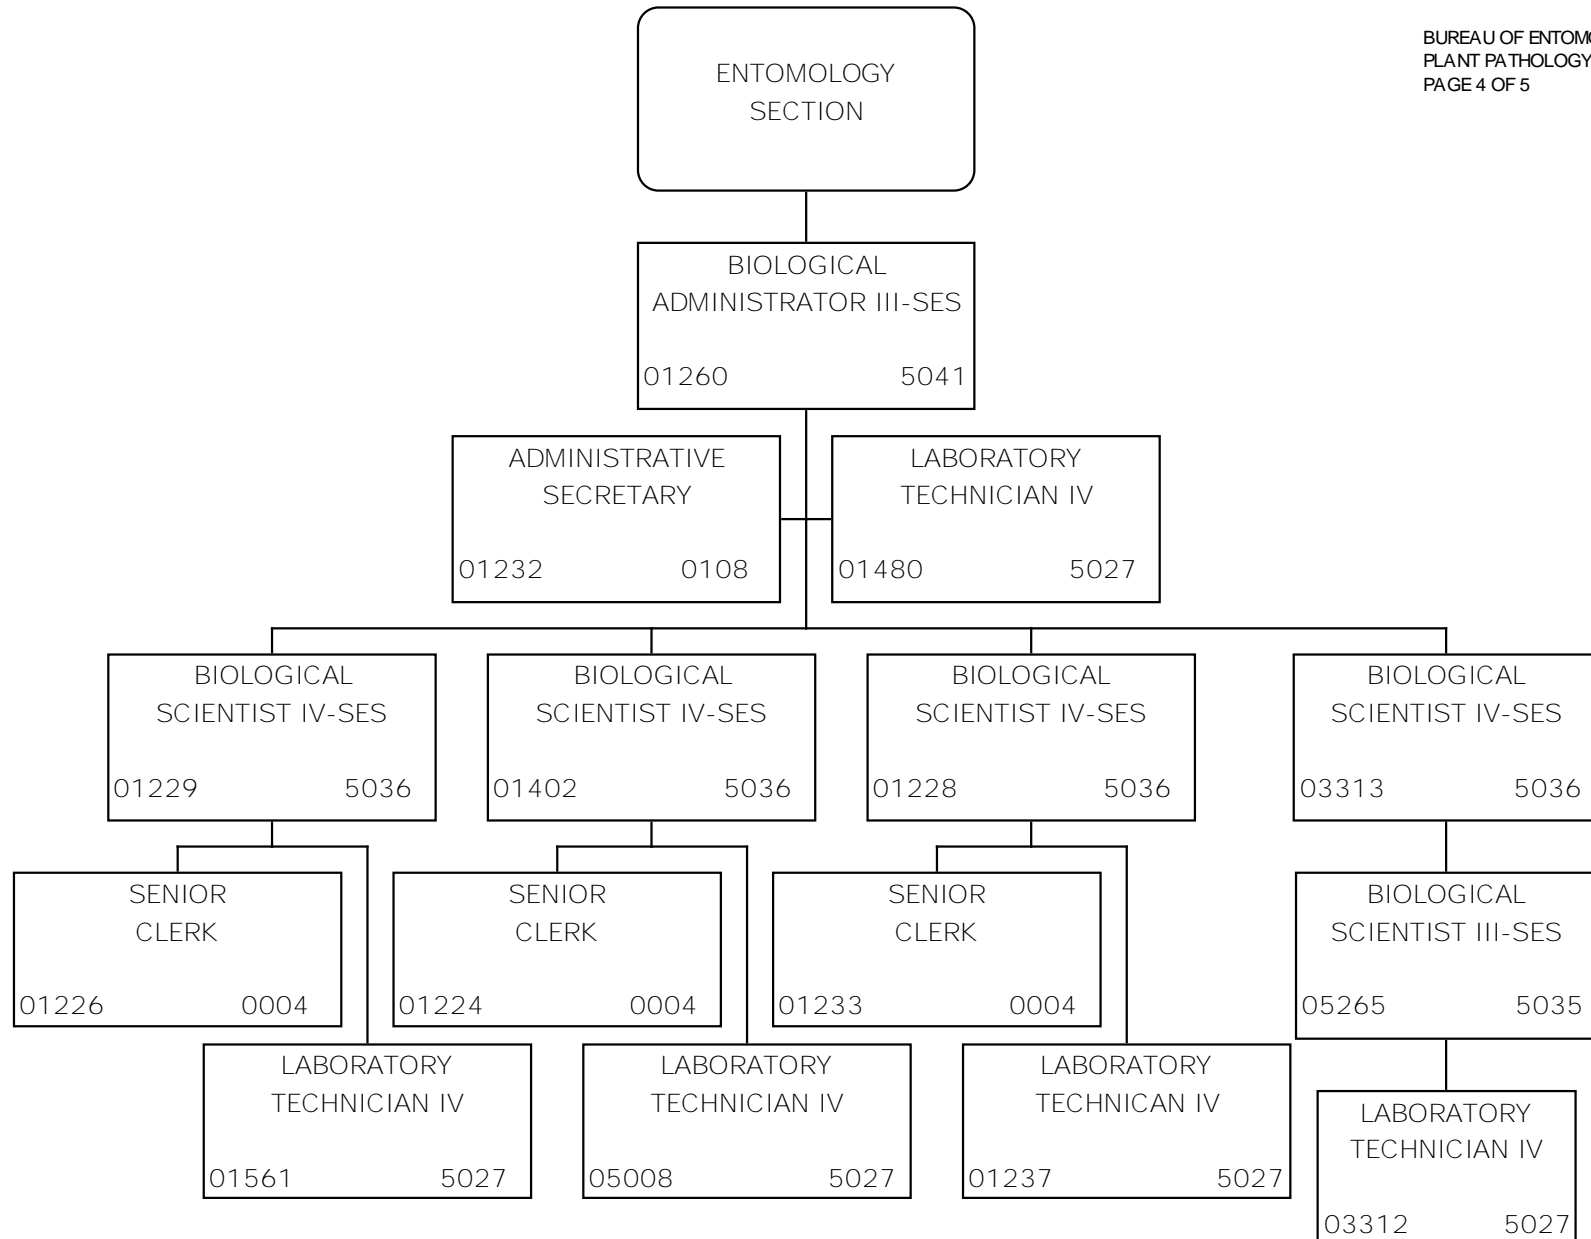 BUREAU OF ENTOMO
PLANT PATHOLOGY
PAGE 4 OF 5
ENTOMOLOGY
SECTION
BIOLOGICAL
ADMINISTRATOR III-SES
01260 5041
ADMINISTRATIVE
SECRETARY
01232 0108
LABORATORY
TECHNICIAN IV
01480 5027
BIOLOGICAL
SCIENTIST IV-SES
01229 5036
BIOLOGICAL
SCIENTIST IV-SES
01402 5036
BIOLOGICAL
SCIENTIST IV-SES
01228 5036
BIOLOGICAL
SCIENTIST IV-SES
03313 5036
SENIOR
CLERK
01226 0004
SENIOR
CLERK
01224 0004
SENIOR
CLERK
01233 0004
BIOLOGICAL
SCIENTIST III-SES
05265 5035
LABORATORY
TECHNICIAN IV
01561 5027
LABORATORY
TECHNICIAN IV
05008 5027
LABORATORY
TECHNICAN IV
01237 5027
LABORATORY
TECHNICIAN IV
03312 5027